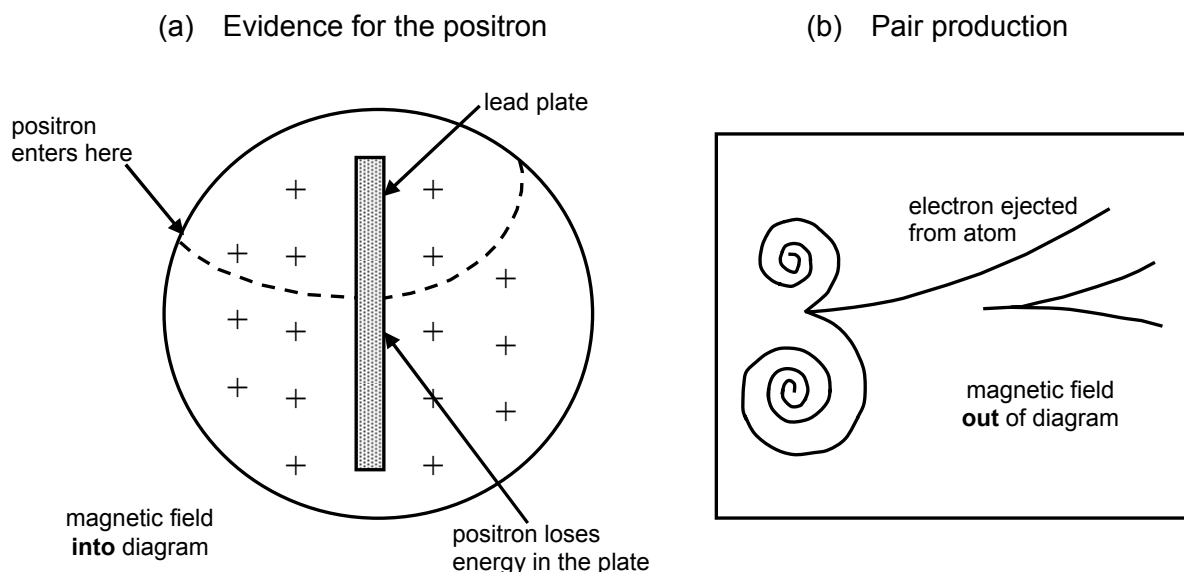 (a) Evidence for the positron
(b) Pair production
lead plate
positron
enters here
magnetic field
into diagram
positron loses
energy in the plate
electron ejected
from atom
magnetic field
out of diagram